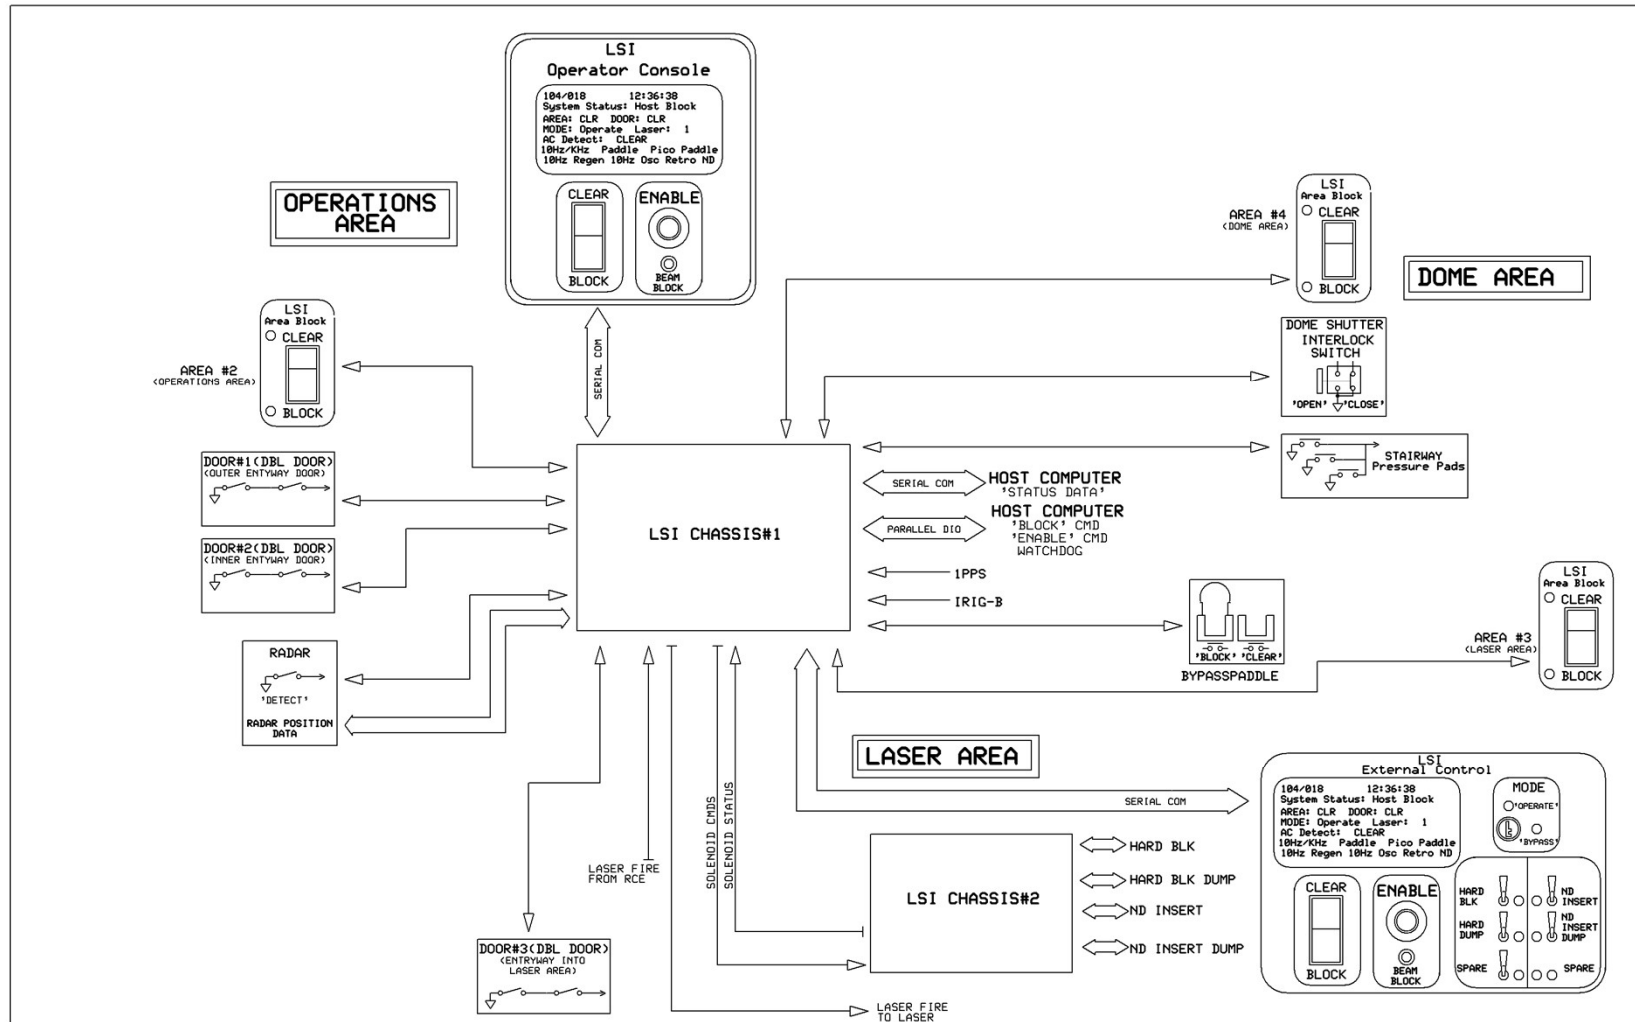 LSI
Operator Console
104/018 12:36:38
System Status: Host Block
AREA: CLR DOOR: CLR
MODE: Operate Laser: 1
AC Detect: CLEAR
10Hz/KHz Paddle Pico Paddle
10Hz Regen 10Hz Osc Retro ND
CLEAR
BLOCK
ENABLE
BEAM
BLOCK
OPERATIONS
AREA
LSI
Area Block
CLEAR
BLOCK
AREA #4
(DOME AREA)
DOME AREA
LSI
Area Block
CLEAR
BLOCK
AREA #2
(OPERATIONS AREA)
SERIAL COM
DOME SHUTTER
INTERLOCK
SWITCH
'OPEN' 'CLOSE'
DOOR#1(DBL DOOR)
(OUTER ENTYWAY DOOR)
STAIRWAY
Pressure Pads
LSI CHASSIS#1
SERIAL COM
HOST COMPUTER
'STATUS DATA'
PARALLEL DIO
HOST COMPUTER
'BLOCK' CMD
'ENABLE' CMD
WATCHDOG
DOOR#2(DBL DOOR)
(INNER ENTYWAY DOOR)
1PPS
IRIG-B
'BLOCK' 'CLEAR'
BYPASSPADDLE
LSI
Area Block
CLEAR
BLOCK
AREA #3
(LASER AREA)
RADAR
'DETECT'
RADAR POSITION
DATA
LASER AREA
SERIAL COM
SOLENOID CMDS
SOLENOID STATUS
LASER FIRE
FROM RCE
LSI CHASSIS#2
HARD BLK
HARD BLK DUMP
ND INSERT
ND INSERT DUMP
LSI
External Control
104/018 12:36:38
System Status: Host Block
AREA: CLR DOOR: CLR
MODE: Operate Laser: 1
AC Detect: CLEAR
10Hz/KHz Paddle Pico Paddle
10Hz Regen 10Hz Osc Retro ND
MODE
'OPERATE'
'BYPASS'
CLEAR
BLOCK
ENABLE
BEAM
BLOCK
HARD
BLK
ND
INSERT
HARD
DUMP
ND
INSERT
DUMP
SPARE
SPARE
DOOR#3(DBL DOOR)
(ENTRYWAY INTO
LASER AREA)
LASER FIRE
TO LASER